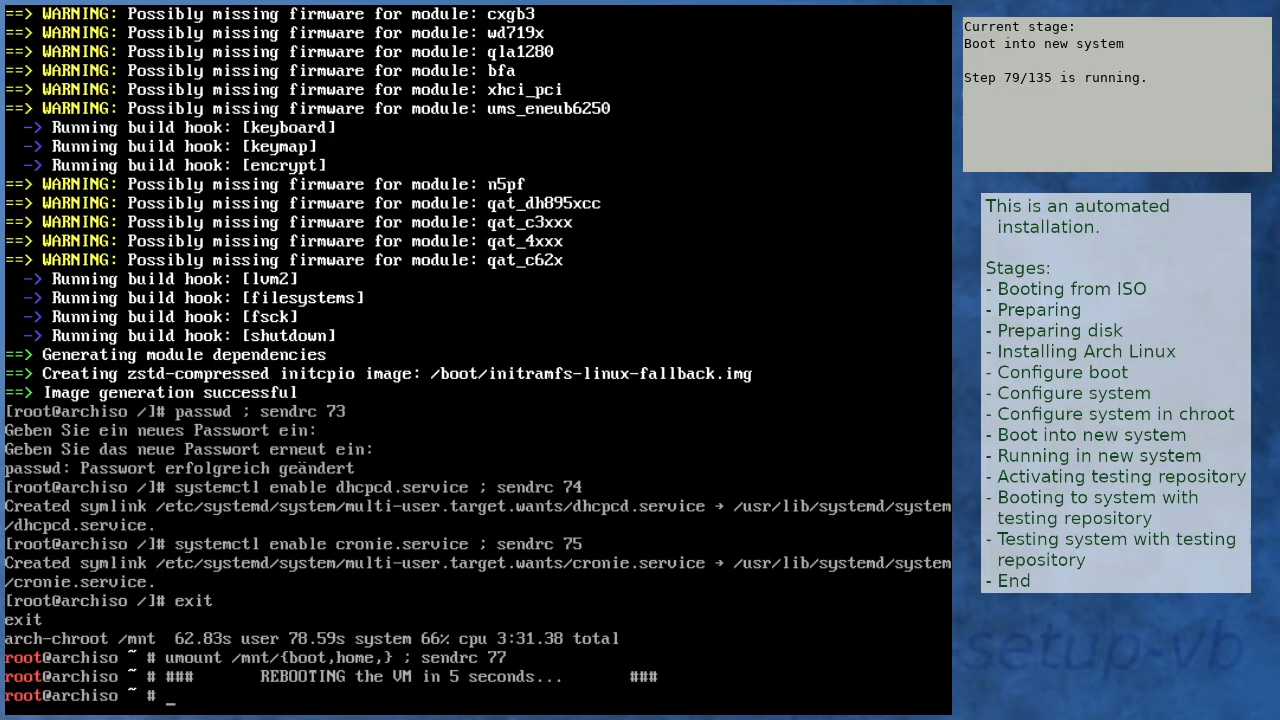 ==> WARNING: Possibly missing firmware for module: cxgb3
==> WARNING: Possibly missing firmware for module: wd719x
==> WARNING: Possibly missing firmware for module: qla1280
==> WARNING: Possibly missing firmware for module: bfa
==> WARNING: Possibly missing firmware for module: xhci_pci
==> WARNING: Possibly missing firmware for module: ums_eneub6250
-> Running build hook: [keyboard]
-> Running build hook: [keymap]
-> Running build hook: [encrypt]
==> WARNING: Possibly missing firmware for module: n5pf
==> WARNING: Possibly missing firmware for module: qat_dh895xcc
==> WARNING: Possibly missing firmware for module: qat_c3xxx
==> WARNING: Possibly missing firmware for module: qat_4xxx
==> WARNING: Possibly missing firmware for module: qat_c62x
-> Running build hook: [lvm2]
-> Running build hook: [filesystems]
-> Running build hook: [fsck]
-> Running build hook: [shutdown]
==> Generating module dependencies
==> Creating zstd-compressed initcpio image: /boot/initramfs-linux-fallback.img
==> Image generation successful
[root@archiso /]# passwd ; sendrc 73
Geben Sie ein neues Passwort ein:
Geben Sie das neue Passwort erneut ein:
passwd: Passwort erfolgreich geändert
[root@archiso /]# systemctl enable dhcpcd.service ; sendrc 74
Created symlink /etc/systemd/system/multi-user.target.wants/dhcpcd.service → /usr/lib/systemd/system
/dhcpcd.service.
[root@archiso /]# systemctl enable cronie.service ; sendrc 75
Created symlink /etc/systemd/system/multi-user.target.wants/cronie.service → /usr/lib/systemd/system
/cronie.service.
[root@archiso /]# exit
exit
arch-chroot /mnt  62.83s user 78.59s system 66% cpu 3:31.38 total
root@archiso ~ # umount /mnt/{boot,home,} ; sendrc 77
root@archiso ~ # ###       REBOOTING the VM in 5 seconds...       ###
root@archiso ~ # _
Current stage:
Boot into new system
Step 79/135 is running.
This is an automated
installation.
Stages:
- Booting from ISO
- Preparing
- Preparing disk
- Installing Arch Linux
- Configure boot
- Configure system
- Configure system in chroot
- Boot into new system
- Running in new system
- Activating testing repository
- Booting to system with
testing repository
- Testing system with testing
repository
- End
setup-vb